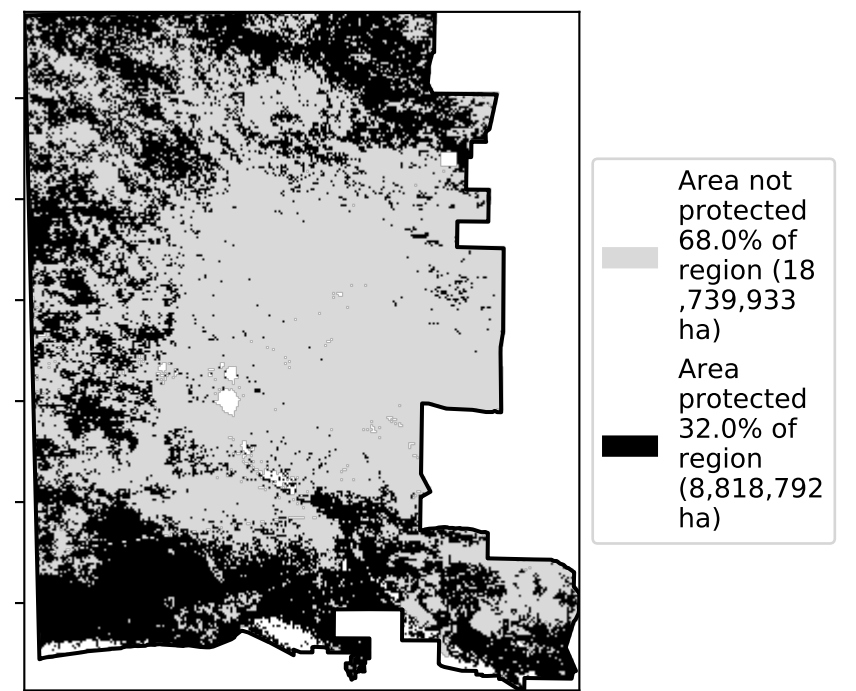 Area not
protected
68.0% of
region (18
,739,933
ha)
Area
protected
32.0% of
region
(8,818,792
ha)